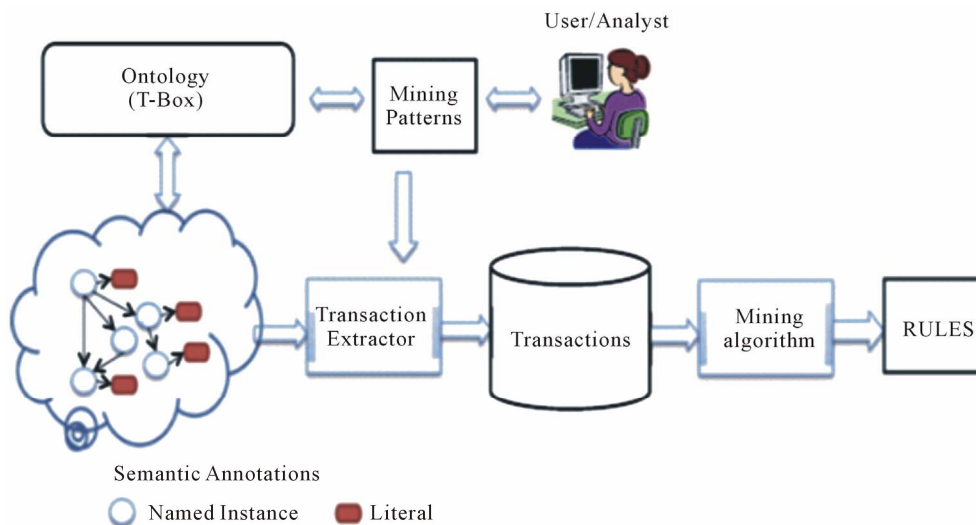 User/Analyst
Ontology
(T-Box)
Mining
Patterns
Transaction
Extractor
Transactions
Mining
algorithm
RULES
Semantic Annotations
Named Instance
Literal